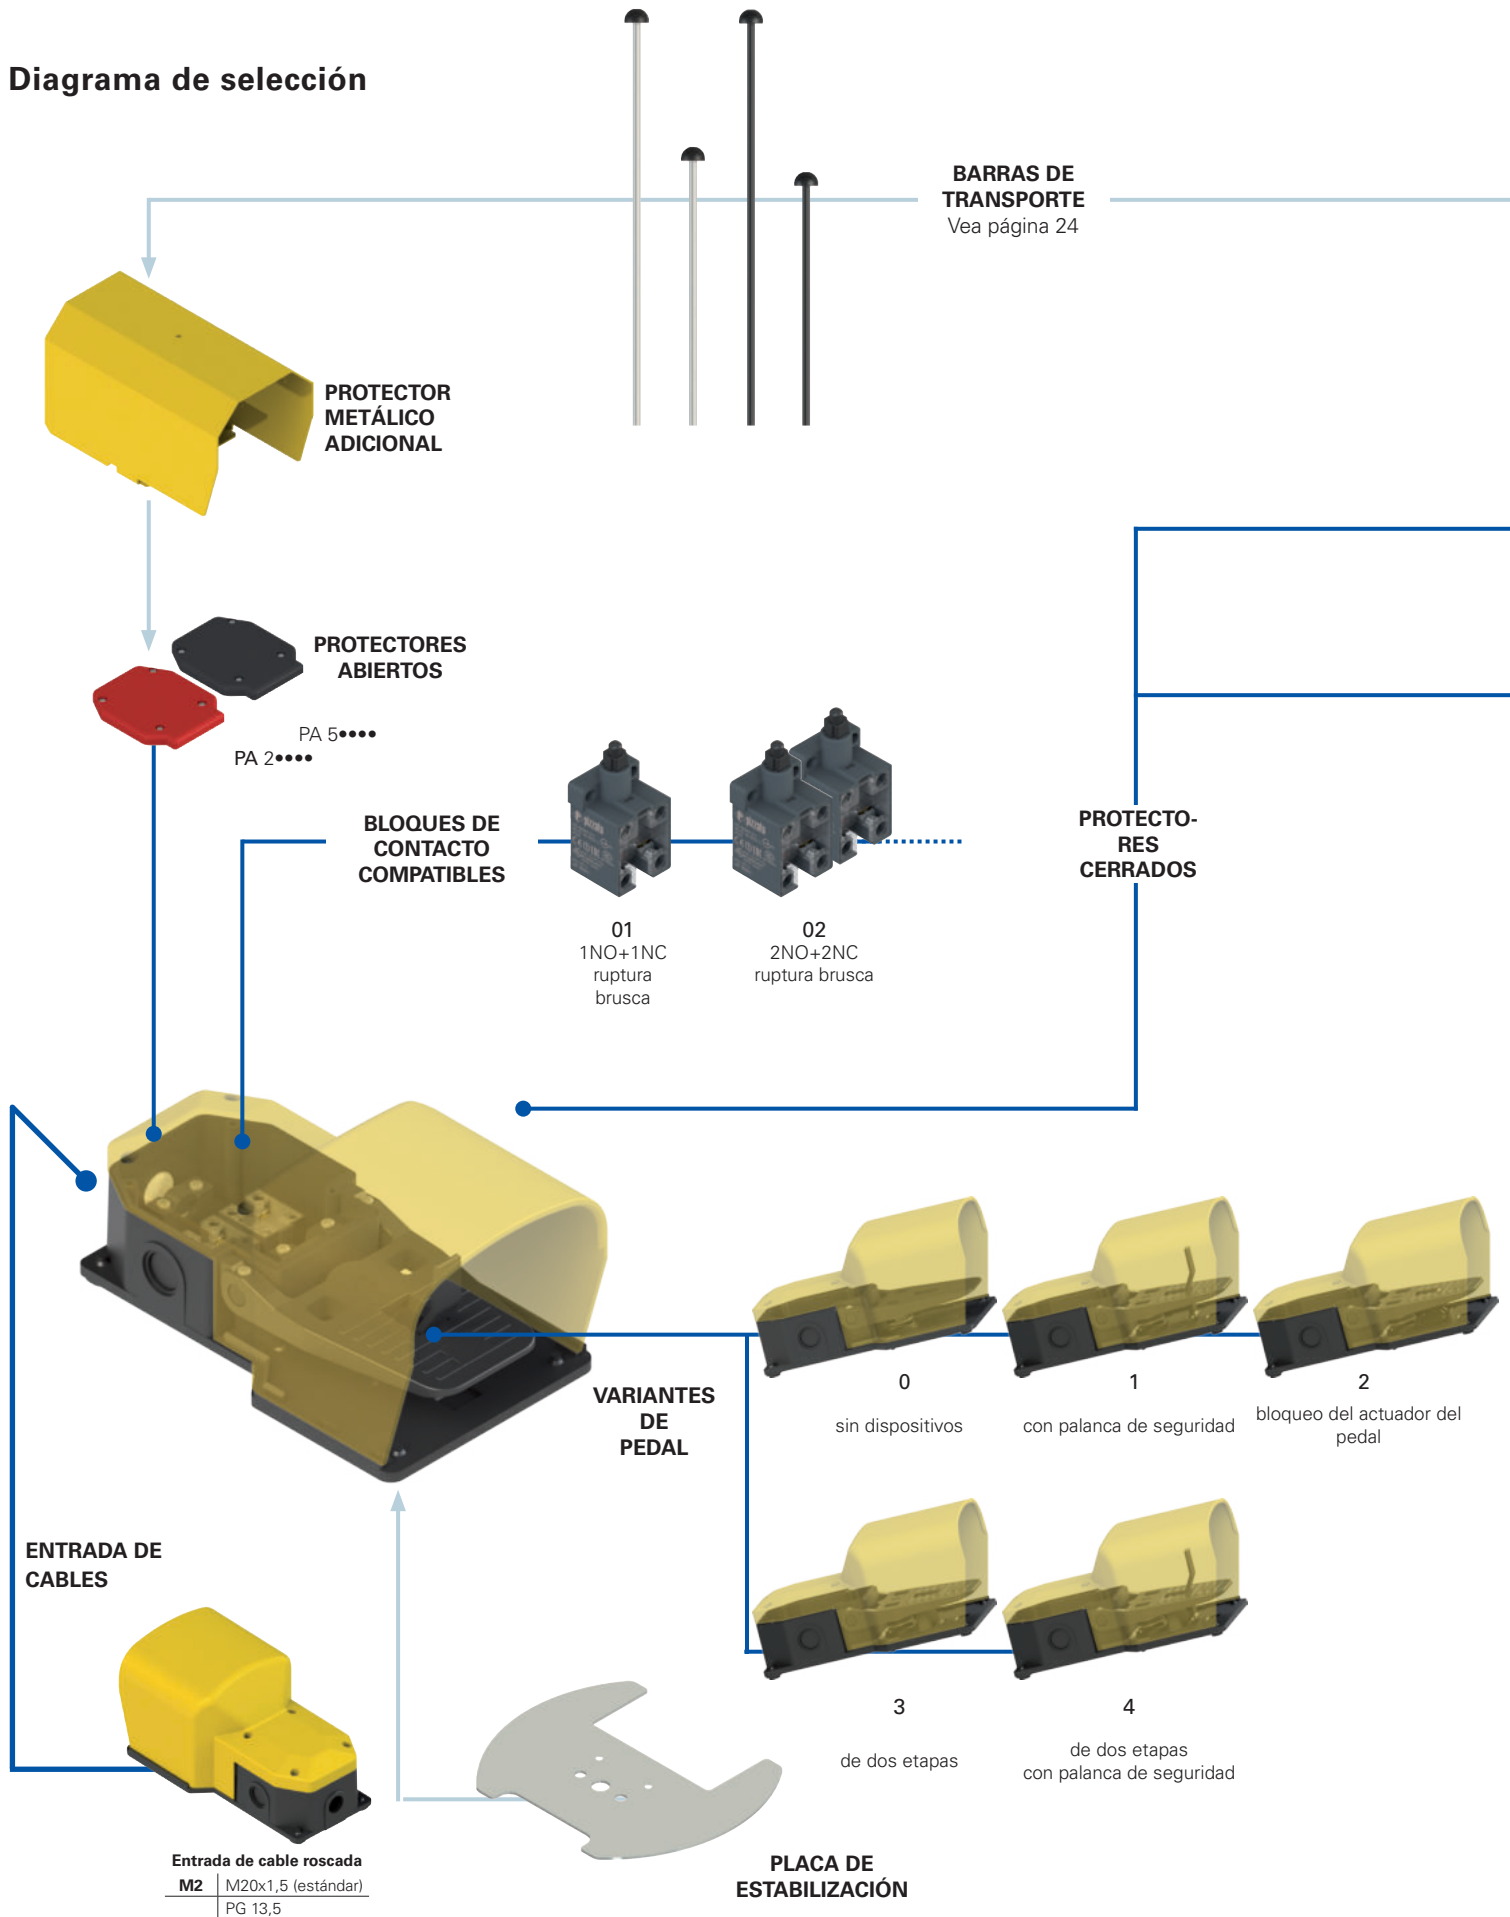 Diagrama de selección
BARRAS DE
TRANSPORTE
Vea página 24
PROTECTOR
METÁLICO
ADICIONAL
PROTECTORES
ABIERTOS
PA 5••••
PA 2••••
BLOQUES DE
CONTACTO
COMPATIBLES
01
1NO+1NC
ruptura
brusca
02
2NO+2NC
ruptura brusca
PROTECTO-
RES
CERRADOS
VARIANTES
DE
PEDAL
0
sin dispositivos
1
con palanca de seguridad
2
bloqueo del actuador del
pedal
3
de dos etapas
4
de dos etapas
con palanca de seguridad
ENTRADA DE
CABLES
Entrada de cable roscada
M2 M20x1,5 (estándar)
PG 13,5
PLACA DE
ESTABILIZACIÓN